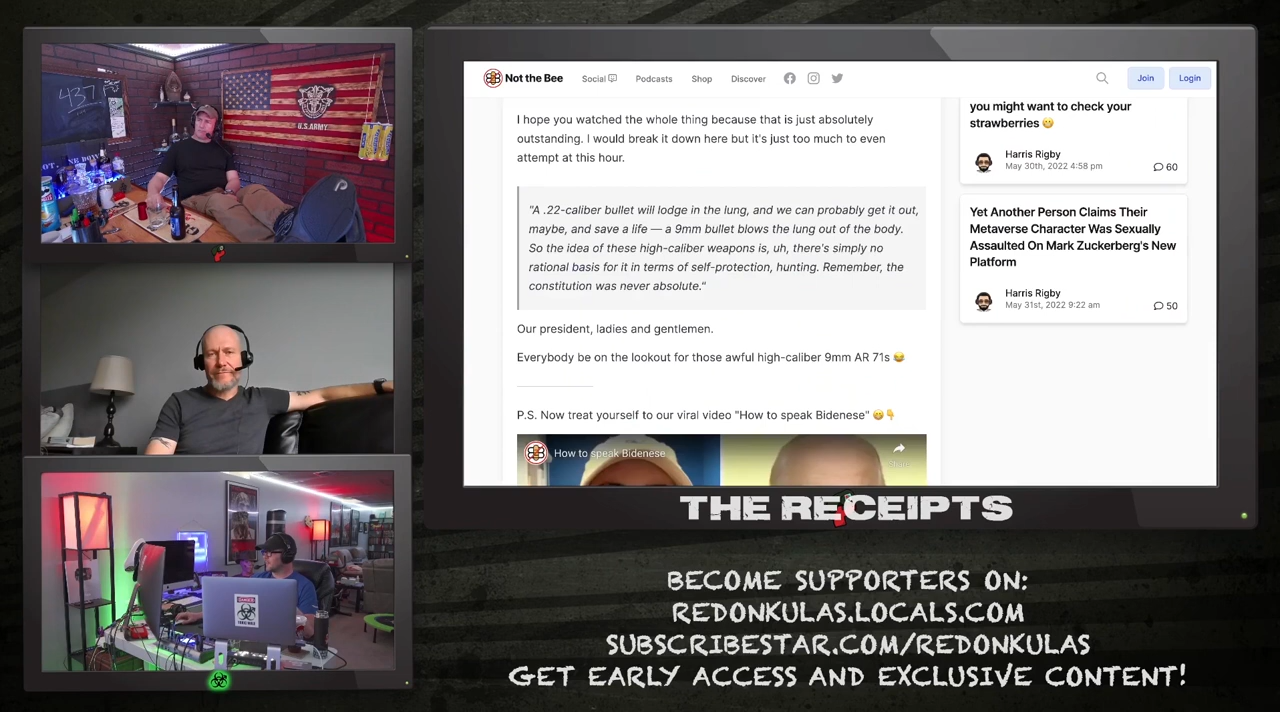 437
U.S.ARMY
Not the Bee
Social
Podcasts
Shop
Discover
Join
Login
I hope you watched the whole thing because that is just absolutely
outstanding. I would break it down here but it's just too much to even
attempt at this hour.
"A .22-caliber bullet will lodge in the lung, and we can probably get it out,
maybe, and save a life — a 9mm bullet blows the lung out of the body.
So the idea of these high-caliber weapons is, uh, there's simply no
rational basis for it in terms of self-protection, hunting. Remember, the
constitution was never absolute."
Our president, ladies and gentlemen.
Everybody be on the lookout for those awful high-caliber 9mm AR 71s 😂
P.S. Now treat yourself to our viral video "How to speak Bidenese" 😀👇
How to speak Bidenese
Share
you might want to check your
strawberries 😬
Harris Rigby
May 30th, 2022 4:58 pm
60
Yet Another Person Claims Their
Metaverse Character Was Sexually
Assaulted On Mark Zuckerberg's New
Platform
Harris Rigby
May 31st, 2022 9:22 am
50
THE RECEIPTS
BECOME SUPPORTERS ON:
REDONKULAS.LOCALS.COM
SUBSCRIBESTAR.COM/REDONKULAS
GET EARLY ACCESS AND EXCLUSIVE CONTENT!